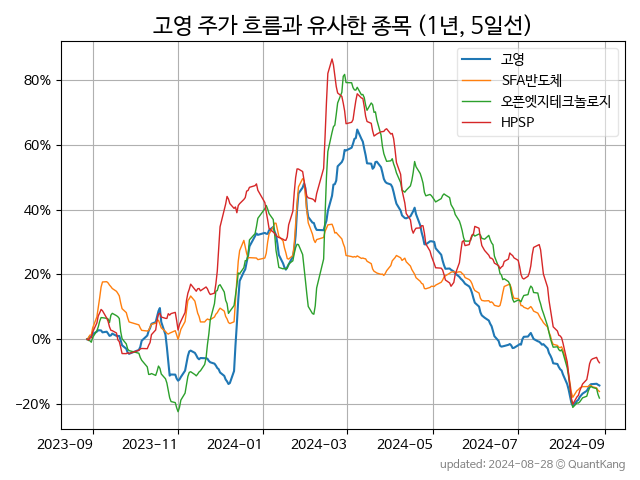 고영 주가 흐름과 유사한 종목 (1년, 5일선)
고영
SFA반도체
오픈엣지테크놀로지
HPSP
80%
60%
40%
20%
0%
−20%
2023-09 2023-11 2024-01 2024-03 2024-05 2024-07 2024-09
updated: 2024-08-28 © QuantKang